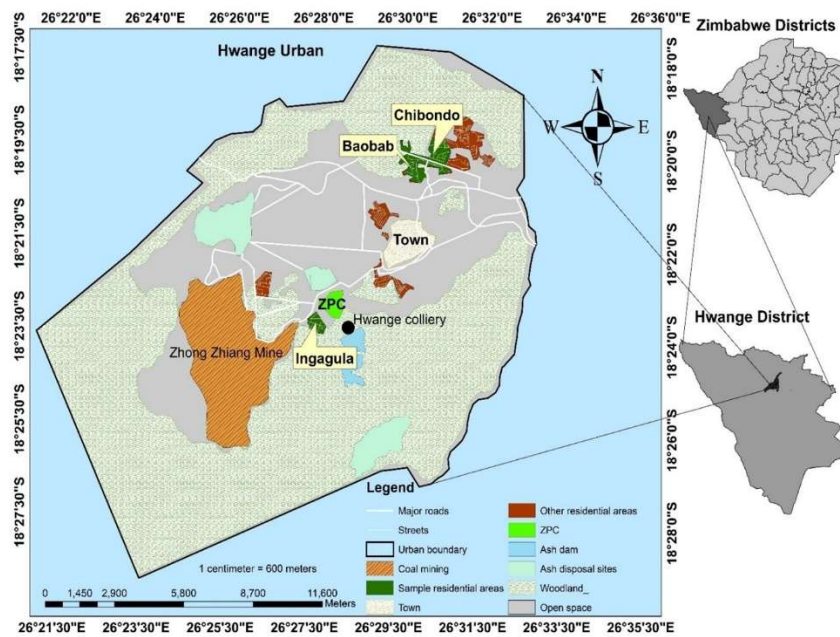 26°22'0"E 26°24'0"E 26°26'0"E 26°28'0"E 26°30'0"E 26°32'0"E 26°34'0"E 26°36'0"E
Hwange Urban
Zimbabwe Districts
18°17'30"S
18°19'30"S
18°21'30"S
18°23'30"S
18°25'30"S
18°27'30"S
18°18'0"S
18°20'0"S
18°22'0"S
18°24'0"S
18°26'0"S
18°28'0"S
N
W E
S
Chibondo
Baobab
Town
ZPC
Hwange colliery
Zhong Zhiang Mine
Ingagula
Hwange District
Legend
Major roads
Streets
Urban boundary
Coal mining
Sample residential areas
Town
Other residential areas
ZPC
Ash dam
Ash disposal sites
Woodland_
Open space
1 centimeter = 600 meters
0 1,450 2,900 5,800 8,700 11,600
Meters
26°21'30"E 26°23'30"E 26°25'30"E 26°27'30"E 26°29'30"E 26°31'30"E 26°33'30"E 26°35'30"E